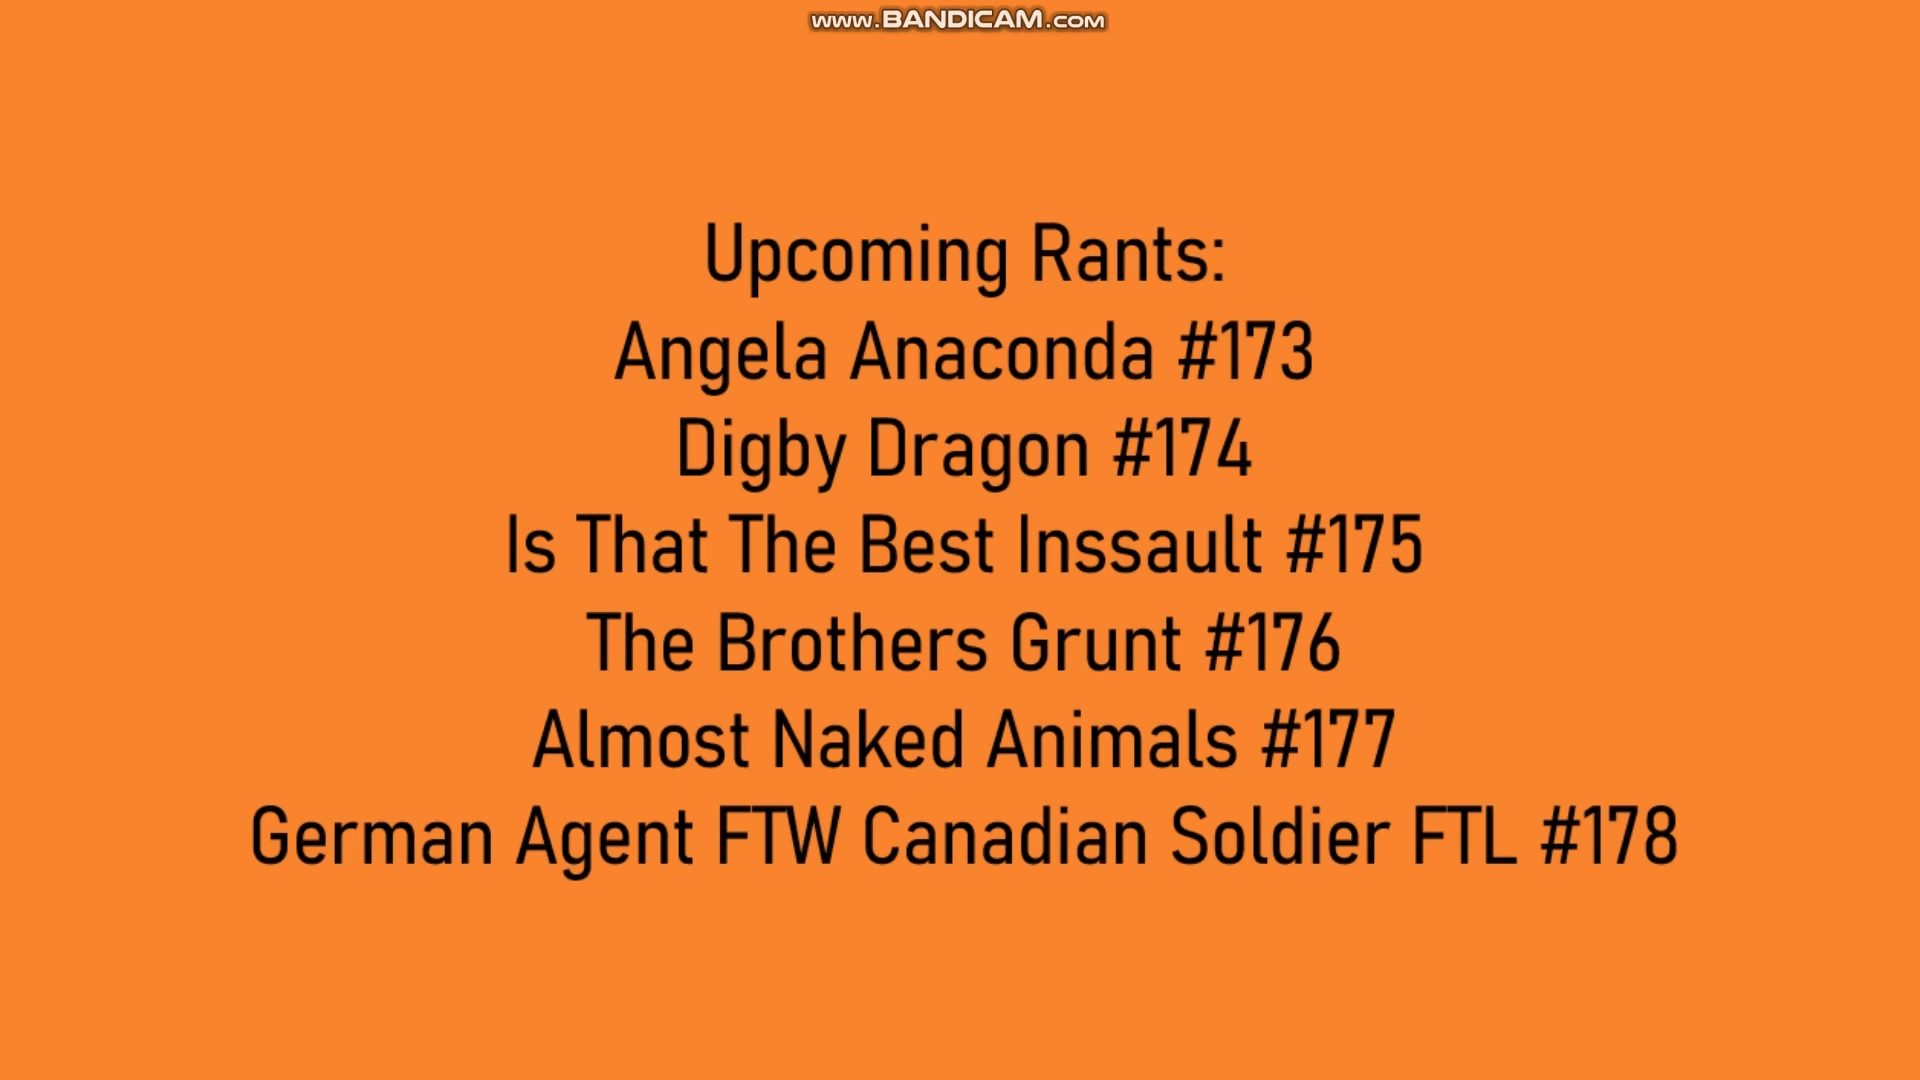 www.BANDICAM.com
Upcoming Rants:
Angela Anaconda #173
Digby Dragon #174
Is That The Best Inssault #175
The Brothers Grunt #176
Almost Naked Animals #177
German Agent FTW Canadian Soldier FTL #178